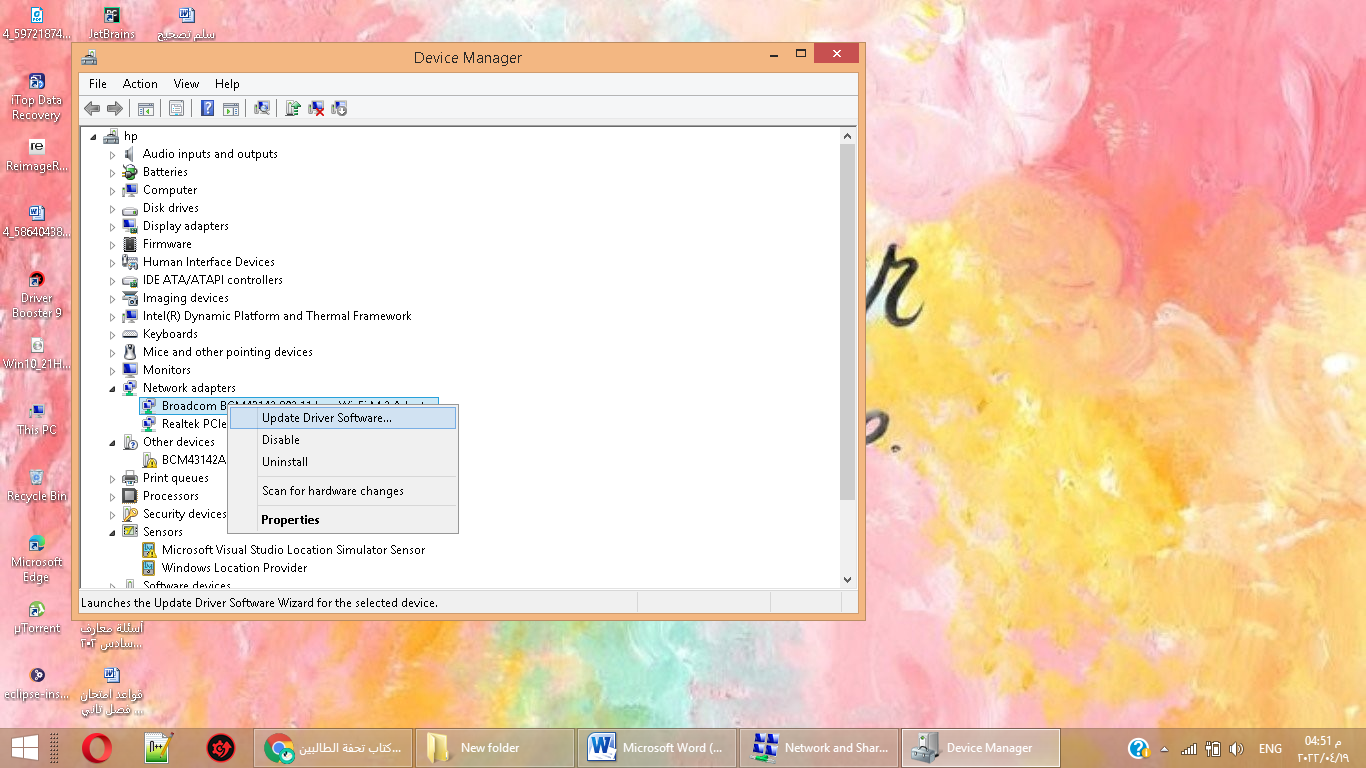 4_59721874...
JetBrains
سلم تصحيح
iTop Data
Recovery
ReimageR...
4_58640438...
Driver
Booster 9
Win10_21H...
This PC
Recycle Bin
Microsoft
Edge
µTorrent
أسئلة معارف
سادس ٢٠٢...
eclipse-ins...
قواعد امتحان
فصل ثاني ...
Device Manager
File Action View Help
hp
Audio inputs and outputs
Batteries
Computer
Disk drives
Display adapters
Firmware
Human Interface Devices
IDE ATA/ATAPI controllers
Imaging devices
Intel(R) Dynamic Platform and Thermal Framework
Keyboards
Mice and other pointing devices
Monitors
Network adapters
Broadcom
Realtek PCIe
Other devices
BCM43142A
Print queues
Processors
Security devices
Sensors
Microsoft Visual Studio Location Simulator Sensor
Windows Location Provider
Software devices
Update Driver Software...
Disable
Uninstall
Scan for hardware changes
Properties
Launches the Update Driver Software Wizard for the selected device.
كتاب تحفة الطالبين...
New folder
Microsoft Word (...
Network and Shar...
Device Manager
ENG
04:51 م
٢٠٢٢/٠٤/١٩